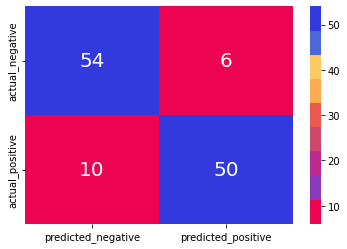 actual_negative
54
6
actual_positive
10
50
predicted_negative
predicted_positive
50
40
30
20
10